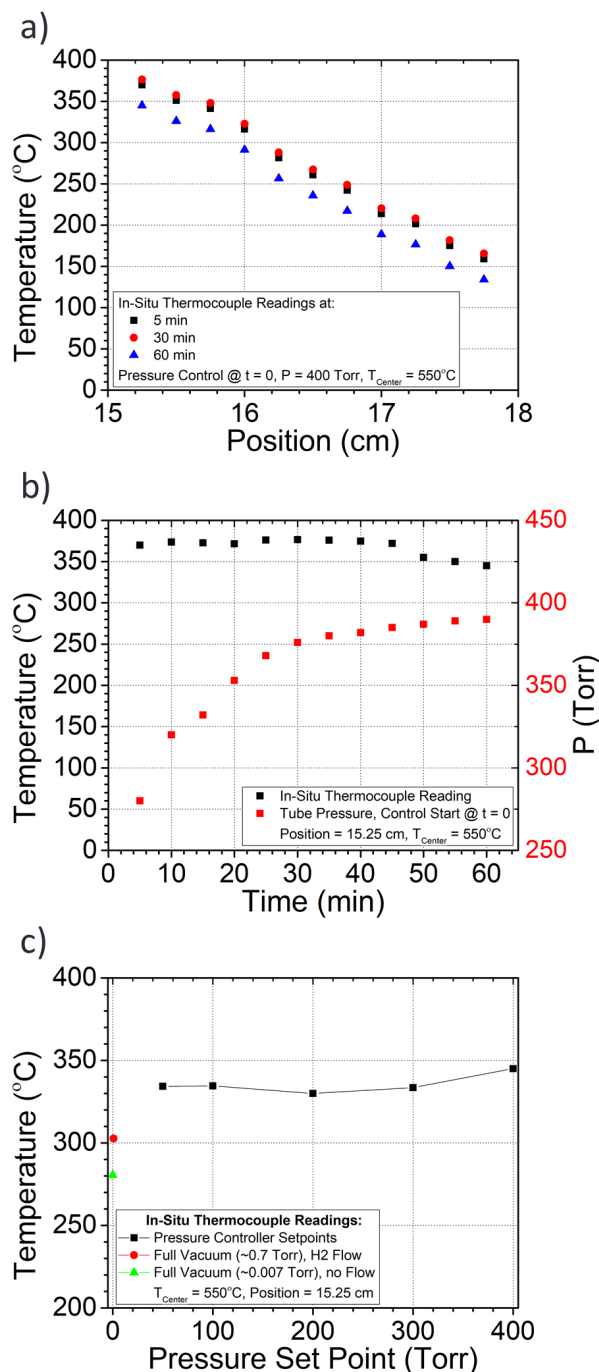 a)
400
350
300
250
200
150
100
50
0
Temperature (°C)
In-Situ Thermocouple Readings at:
5 min
30 min
60 min
Pressure Control @ t = 0, P = 400 Torr, TCenter = 550°C
15 16 17 18
Position (cm)
b)
400
350
300
250
200
150
100
50
0
Temperature (°C)
450
400
350
300
250
P (Torr)
In-Situ Thermocouple Reading
Tube Pressure, Control Start @ t = 0
Position = 15.25 cm, TCenter = 550°C
0 10 20 30 40 50 60
Time (min)
c)
400
350
300
250
200
Temperature (°C)
In-Situ Thermocouple Readings:
Pressure Controller Setpoints
Full Vacuum (~0.7 Torr), H2 Flow
Full Vacuum (~0.007 Torr), no Flow
TCenter = 550°C, Position = 15.25 cm
0 100 200 300 400
Pressure Set Point (Torr)